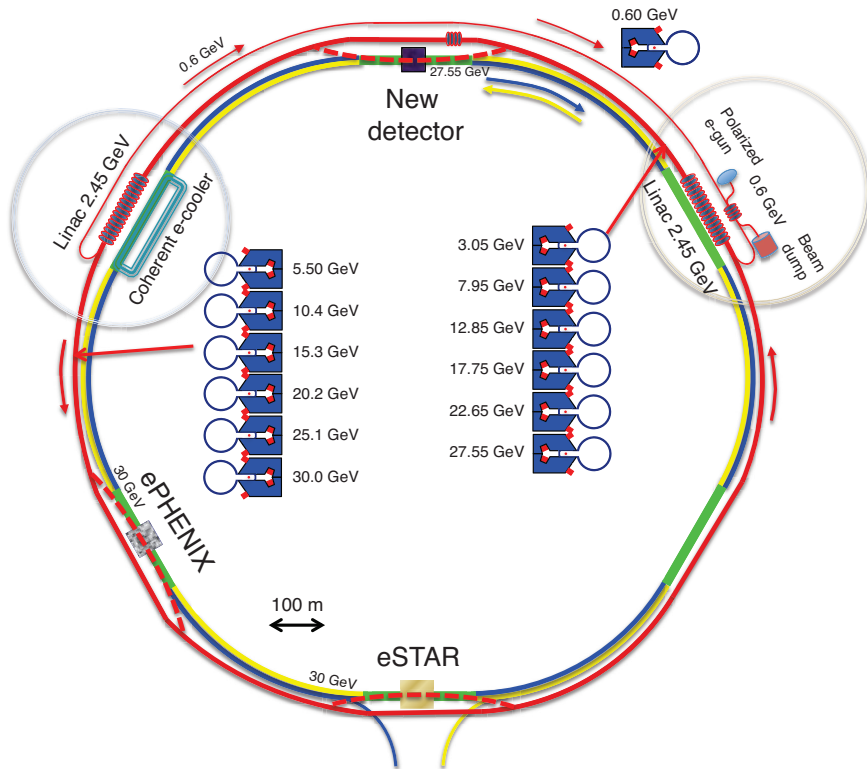 0.60 GeV
0.6 GeV
27.55 GeV
New
detector
Linac 2.45 GeV
Coherent e-cooler
Polarized
e-gun
0.6 GeV
Beam
dump
Linac 2.45 GeV
5.50 GeV
10.4 GeV
15.3 GeV
20.2 GeV
25.1 GeV
30.0 GeV
3.05 GeV
7.95 GeV
12.85 GeV
17.75 GeV
22.65 GeV
27.55 GeV
30 GeV
ePHENIX
100 m
eSTAR
30 GeV